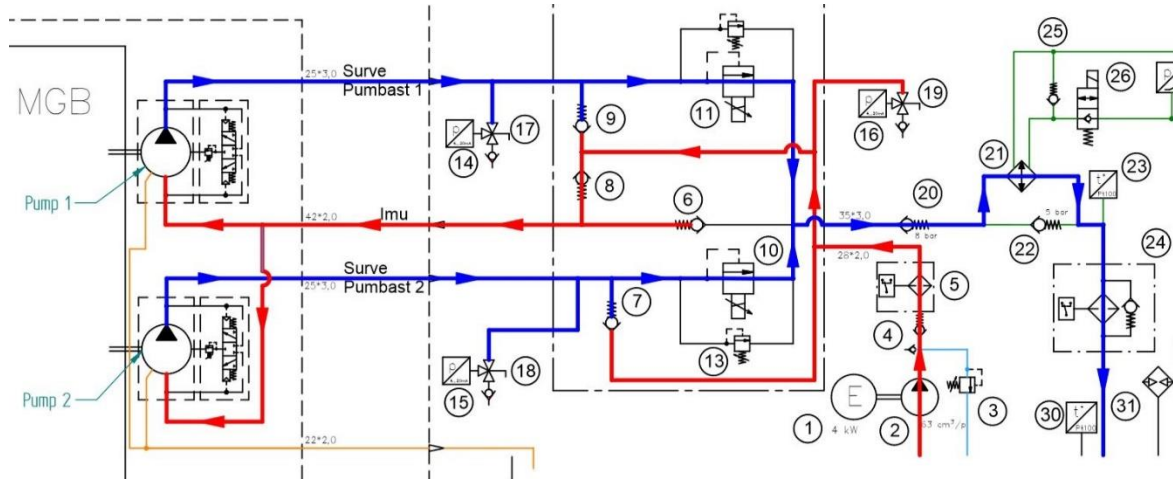 MGB
Pump 1
Pump 2
25*3,0
Surve
Pumbast 1
42*2,0
Imu
25*3,0
Surve
Pumbast 2
22*2,0
14
17
9
8
6
7
11
10
13
15
18
16
19
20
8 bar
35*3,0
28*2,0
21
22
5 bar
23
t°
Pt100
24
25
26
5
4
3
E
1
4 kW
2
63 cm³/p
30
t°
Pt100
31